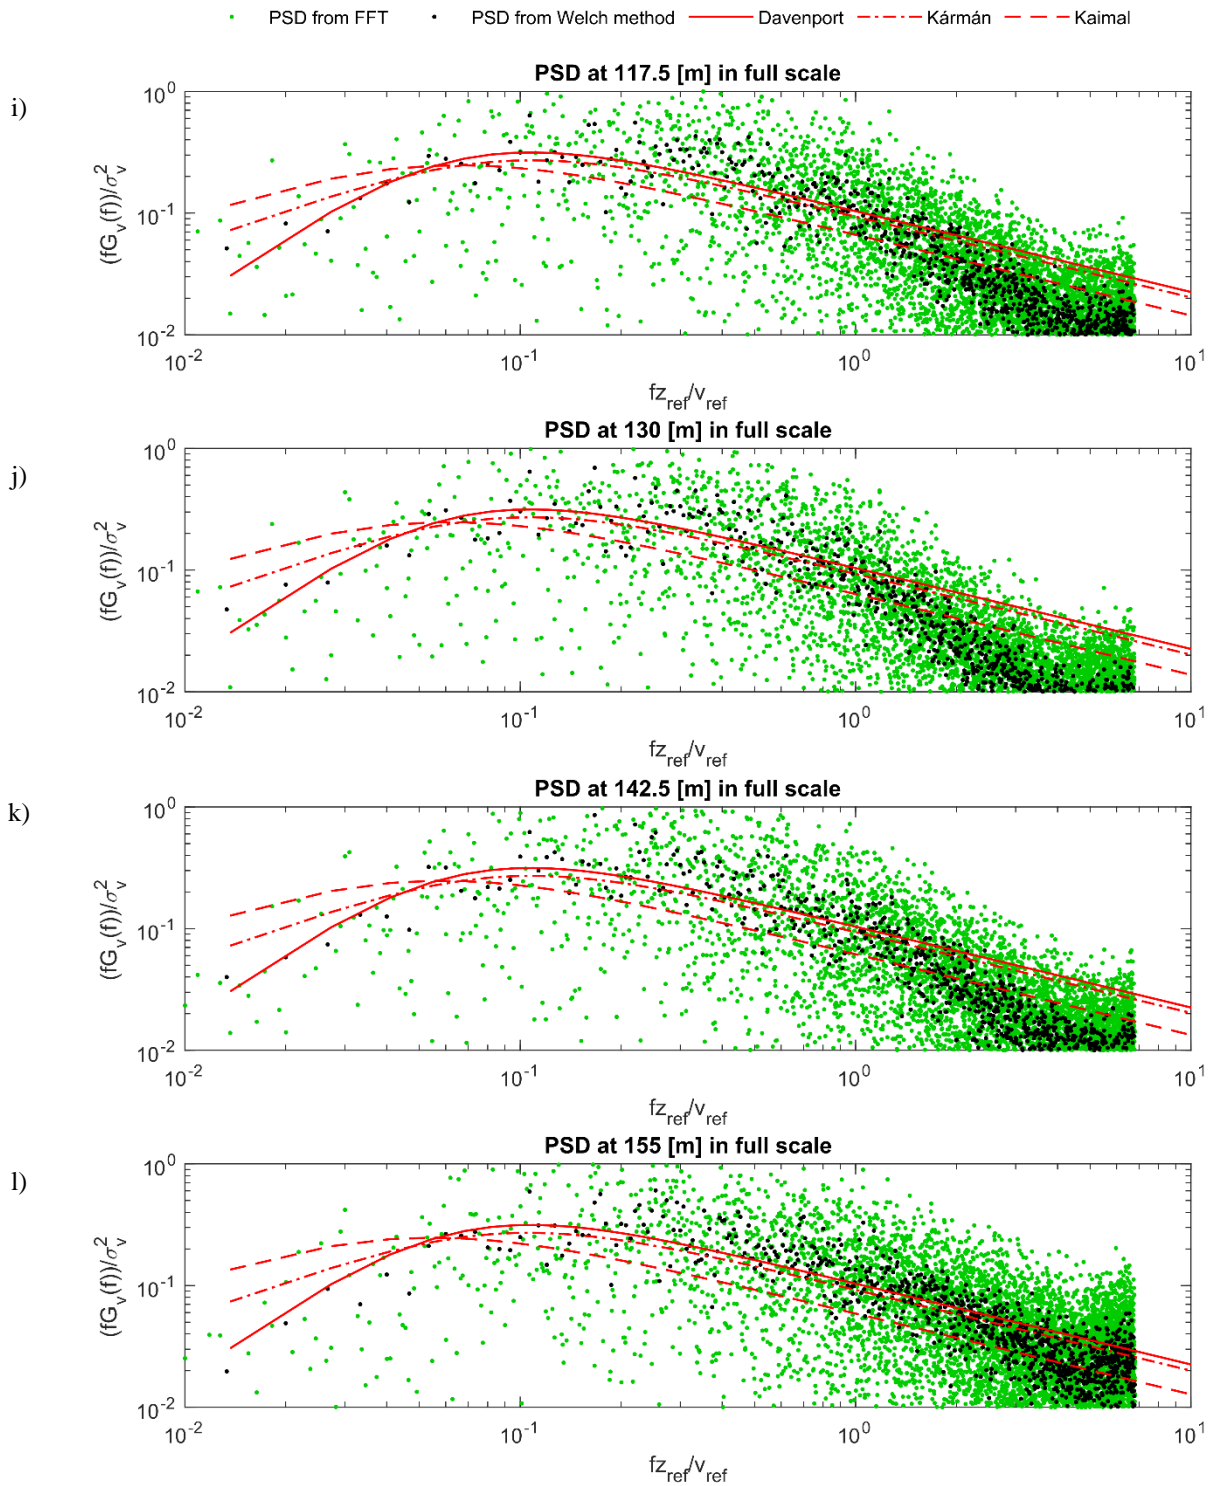 PSD from FFT PSD from Welch method Davenport Kármán Kaimal
i)
PSD at 117.5 [m] in full scale
(fG_v(f))/σ_v^2
10^0
10^-1
10^-2
10^-2 10^-1 10^0 10^1
fz_ref/v_ref
j)
PSD at 130 [m] in full scale
(fG_v(f))/σ_v^2
10^0
10^-1
10^-2
10^-2 10^-1 10^0 10^1
fz_ref/v_ref
k)
PSD at 142.5 [m] in full scale
(fG_v(f))/σ_v^2
10^0
10^-1
10^-2
10^-2 10^-1 10^0 10^1
fz_ref/v_ref
l)
PSD at 155 [m] in full scale
(fG_v(f))/σ_v^2
10^0
10^-1
10^-2
10^-2 10^-1 10^0 10^1
fz_ref/v_ref